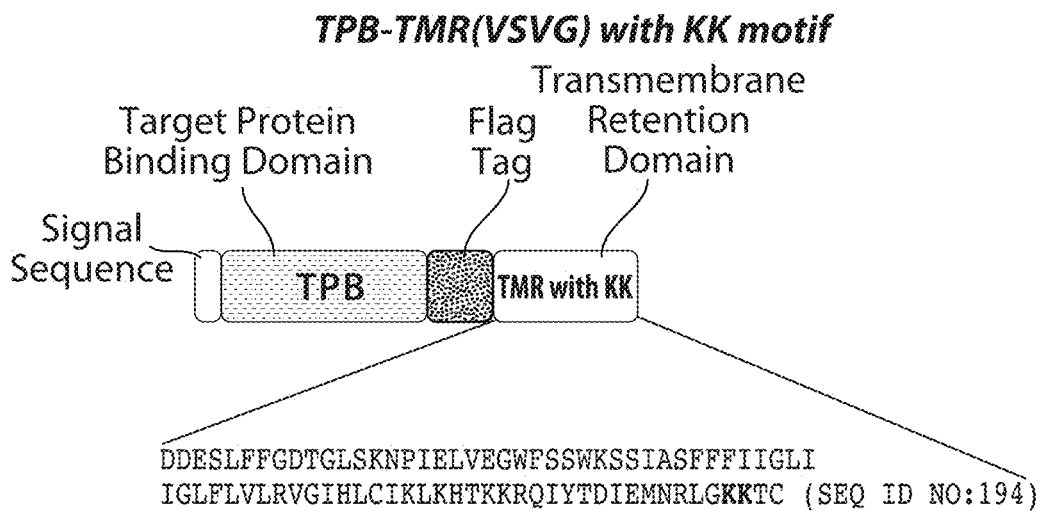 TPB-TMR(VSVG) with KK motif
Transmembrane
Retention
Domain
Target Protein
Binding Domain
Flag
Tag
Signal
Sequence
TPB
TMR with KK
DDESLFFGDTGLSKNPIELVEGWFSSWKSSIASFFFIIGLI
IGLFLVLRVGIHLCIKLKHTKKRQIYTDIEMNRLGKKTC (SEQ ID NO:194)